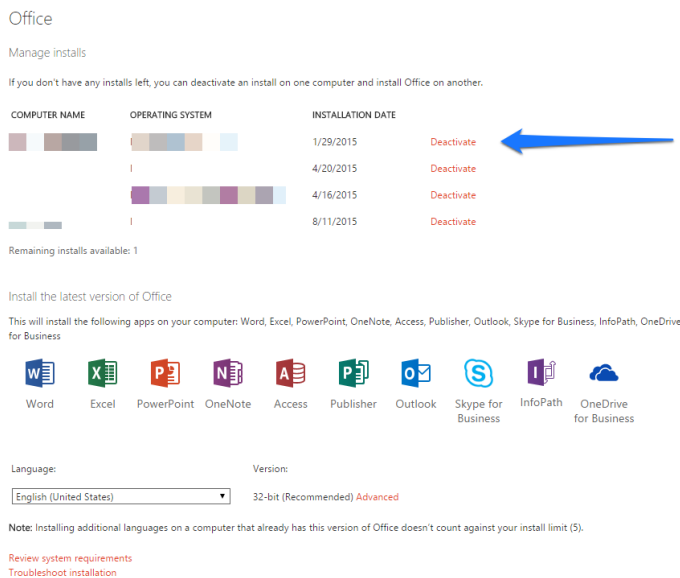 Office
Manage installs
If you don't have any installs left, you can deactivate an install on one computer and install Office on another.
COMPUTER NAME OPERATING SYSTEM INSTALLATION DATE
1/29/2015 Deactivate
4/20/2015 Deactivate
4/16/2015 Deactivate
8/11/2015 Deactivate
Remaining installs available: 1
Install the latest version of Office
This will install the following apps on your computer: Word, Excel, PowerPoint, OneNote, Access, Publisher, Outlook, Skype for Business, InfoPath, OneDrive
for Business
W X P N A P O S I
Word Excel PowerPoint OneNote Access Publisher Outlook Skype for InfoPath OneDrive
Business for Business
Language: Version:
English (United States) 32-bit (Recommended) Advanced
Note: Installing additional languages on a computer that already has this version of Office doesn't count against your install limit (5).
Review system requirements
Troubleshoot installation